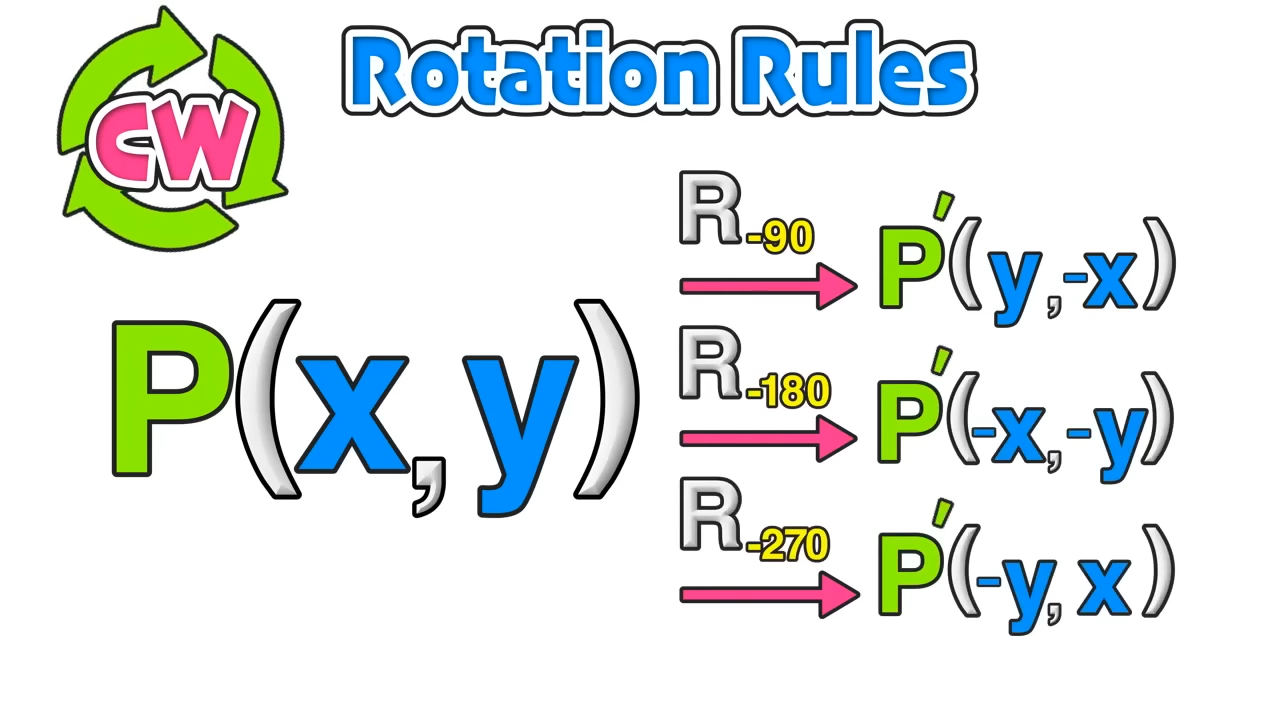 CW
Rotation Rules
P(x,y)
R-90
P'(y,-x)
R-180
P'(-x,-y)
R-270
P'(-y,x)